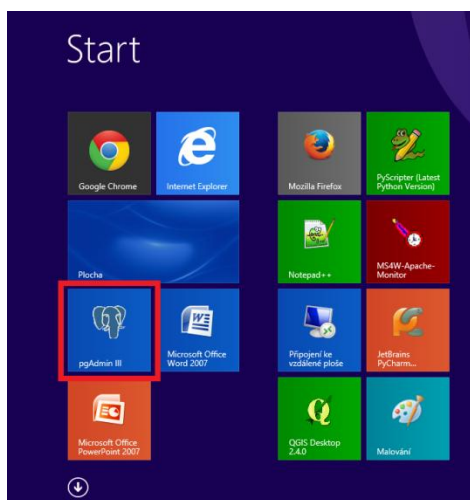 Start
Google Chrome
Internet Explorer
Mozilla Firefox
PyScripter (Latest
Python Version)
Plocha
Notepad++
MS4W-Apache-
Monitor
pgAdmin III
Microsoft Office
Word 2007
Připojení ke
vzdálené ploše
JetBrains
PyCharm...
Microsoft Office
PowerPoint 2007
QGIS Desktop
2.4.0
Malování